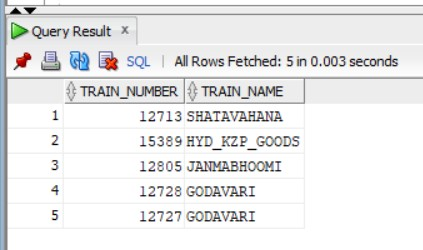 Query Result x
SQL | All Rows Fetched: 5 in 0.003 seconds
TRAIN_NUMBER TRAIN_NAME
1 12713 SHATAVAHANA
2 15389 HYD_KZP_GOODS
3 12805 JANMABHOOMI
4 12728 GODAVARI
5 12727 GODAVARI